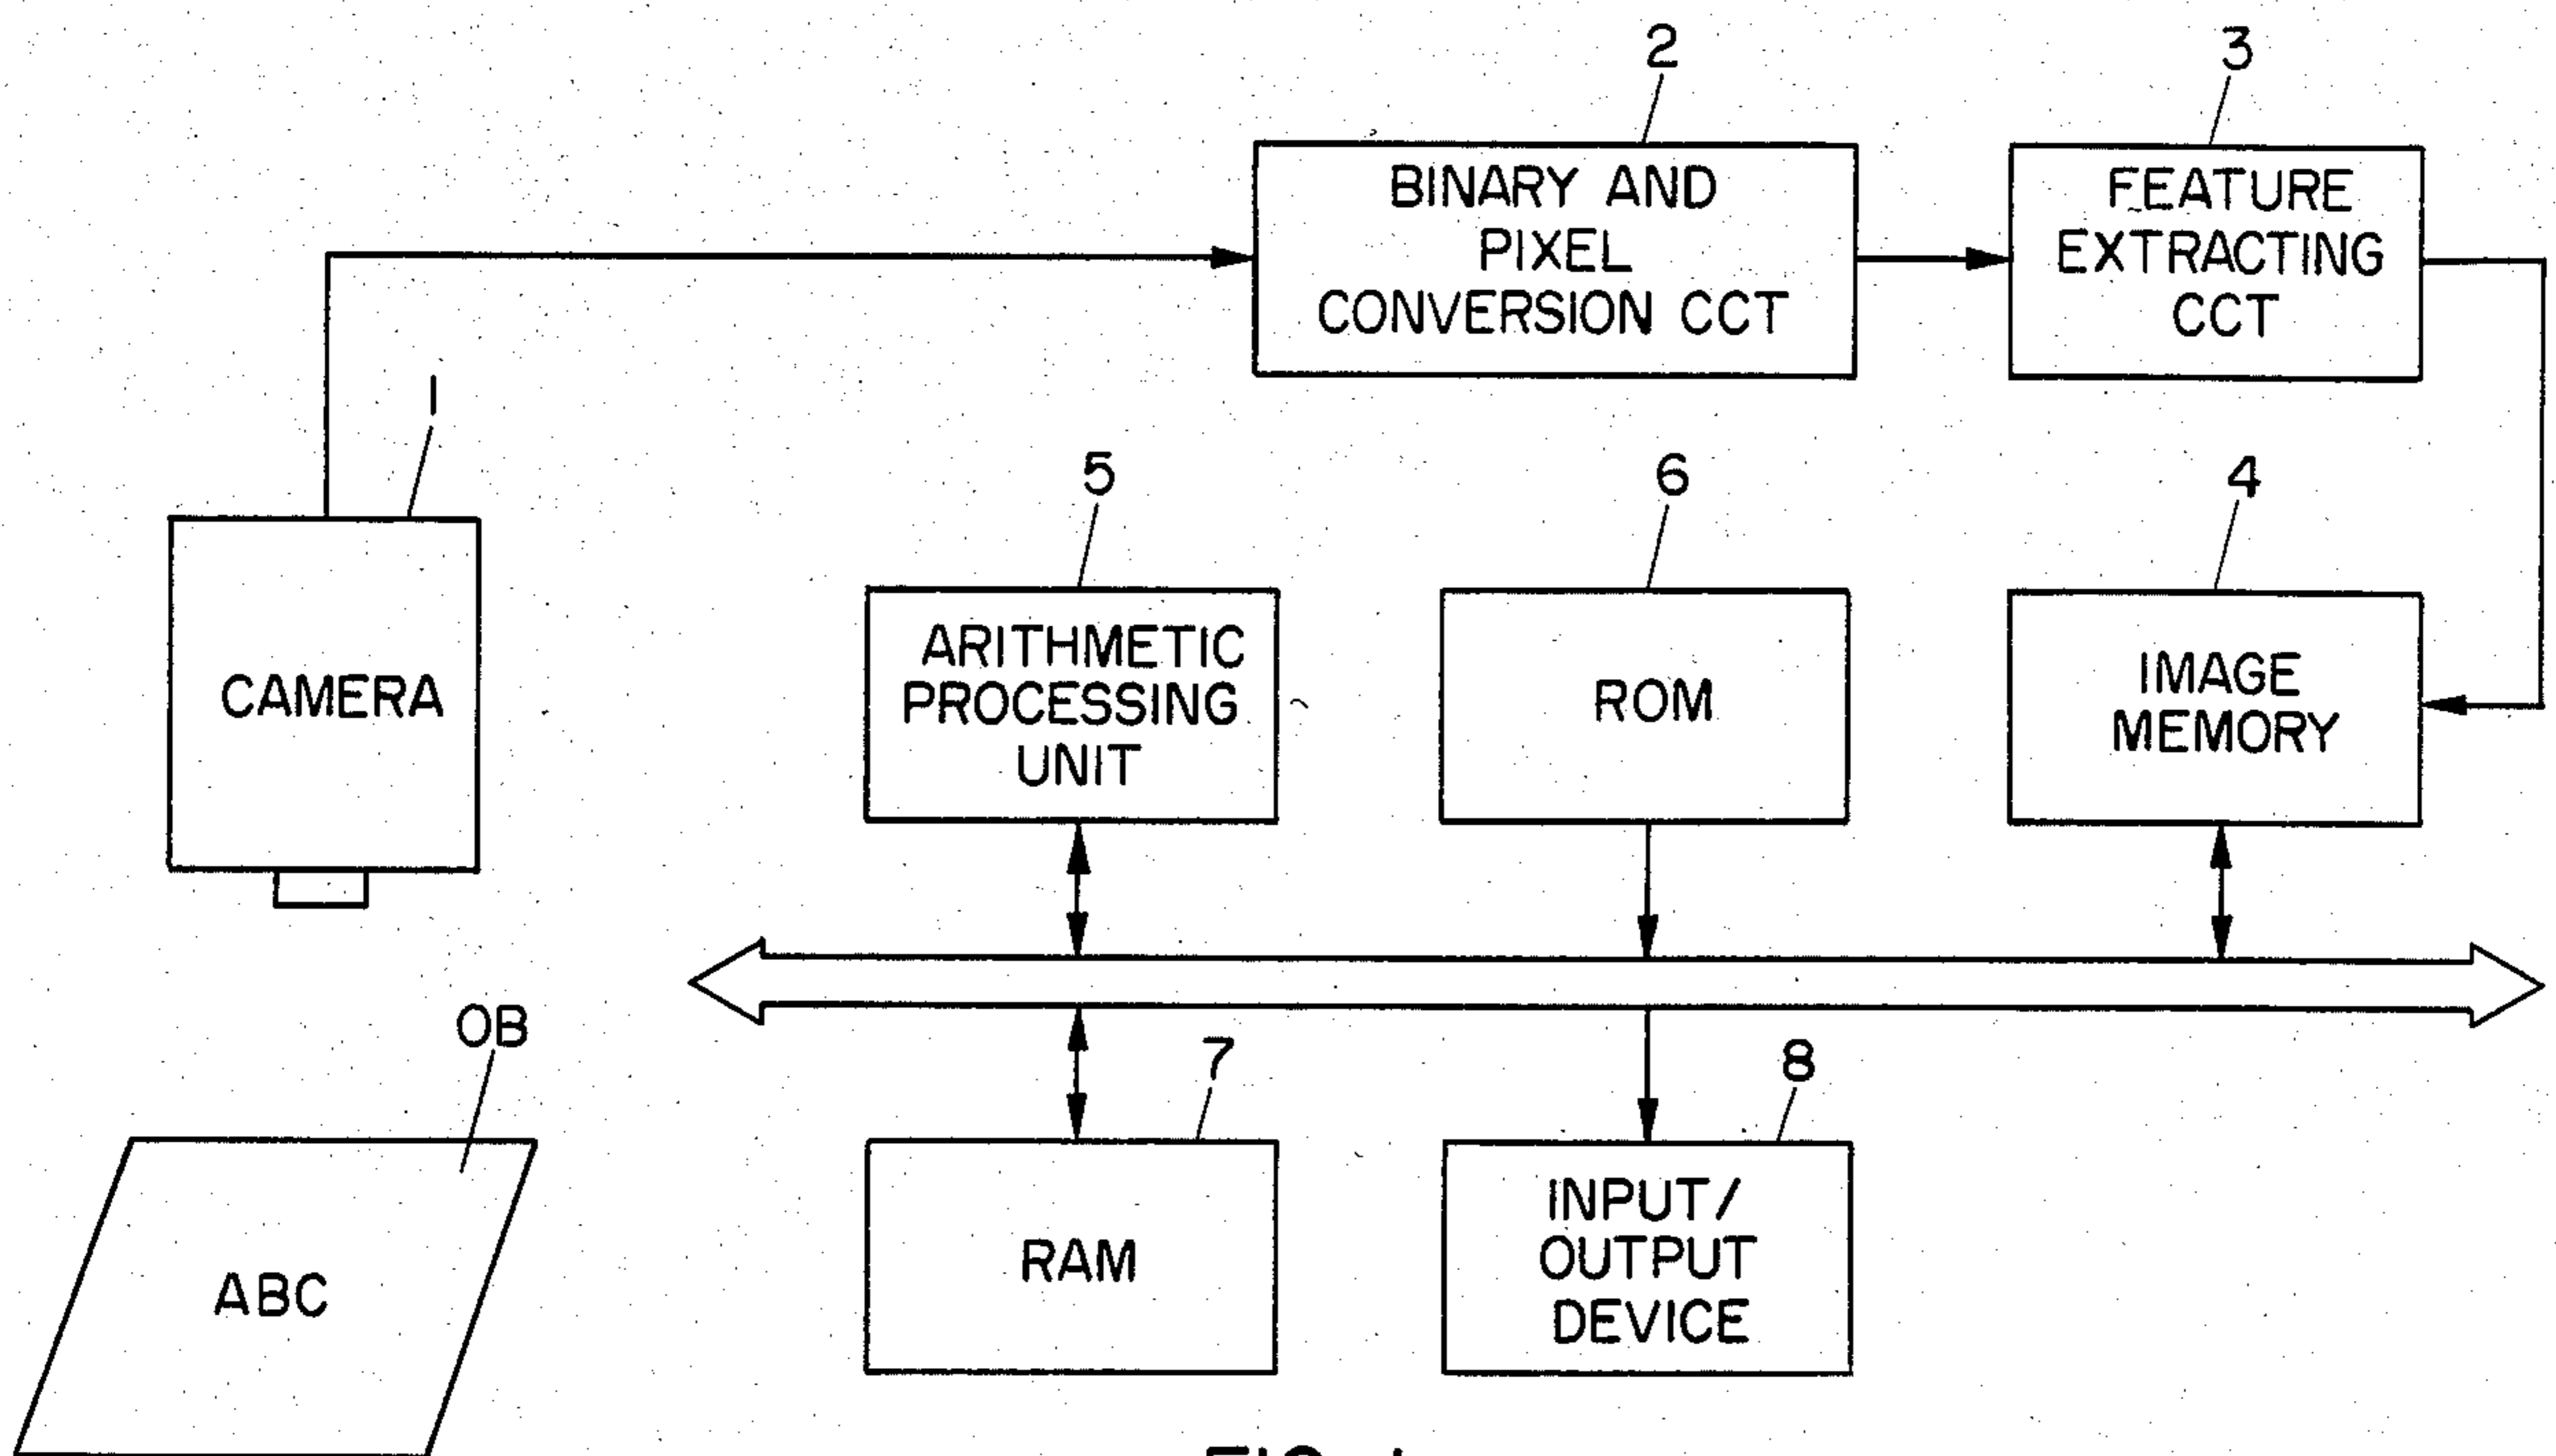 2
3
BINARY AND
PIXEL
CONVERSION CCT
FEATURE
EXTRACTING
CCT
1
5
6
4
CAMERA
ARITHMETIC
PROCESSING
UNIT
ROM
IMAGE
MEMORY
OB
7
8
ABC
RAM
INPUT/
OUTPUT
DEVICE